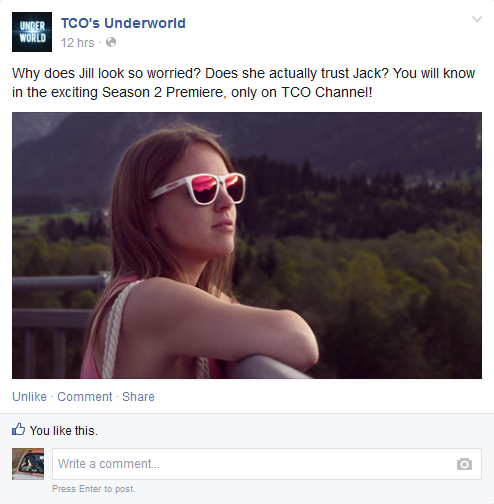 UNDER
WORLD
TCO's Underworld
12 hrs ·
Why does Jill look so worried? Does she actually trust Jack? You will know
in the exciting Season 2 Premiere, only on TCO Channel!
Unlike · Comment · Share
You like this.
Write a comment...
Press Enter to post.